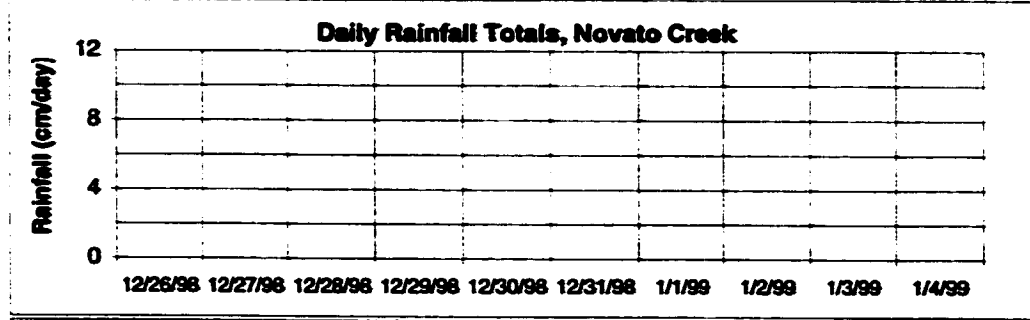 Daily Rainfall Totals, Novato Creek
Rainfall (cm/day)
12
8
4
0
12/26/98 12/27/98 12/28/98 12/29/98 12/30/98 12/31/98 1/1/99 1/2/99 1/3/99 1/4/99